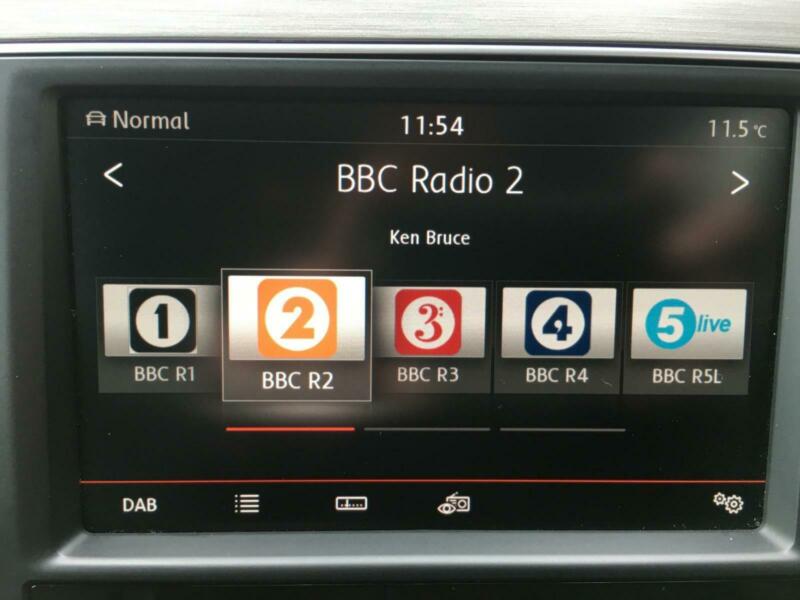 Normal
11:54
11.5 °C
<
BBC Radio 2
>
Ken Bruce
1
2
3:
4
5 live
BBC R1
BBC R2
BBC R3
BBC R4
BBC R5L
DAB